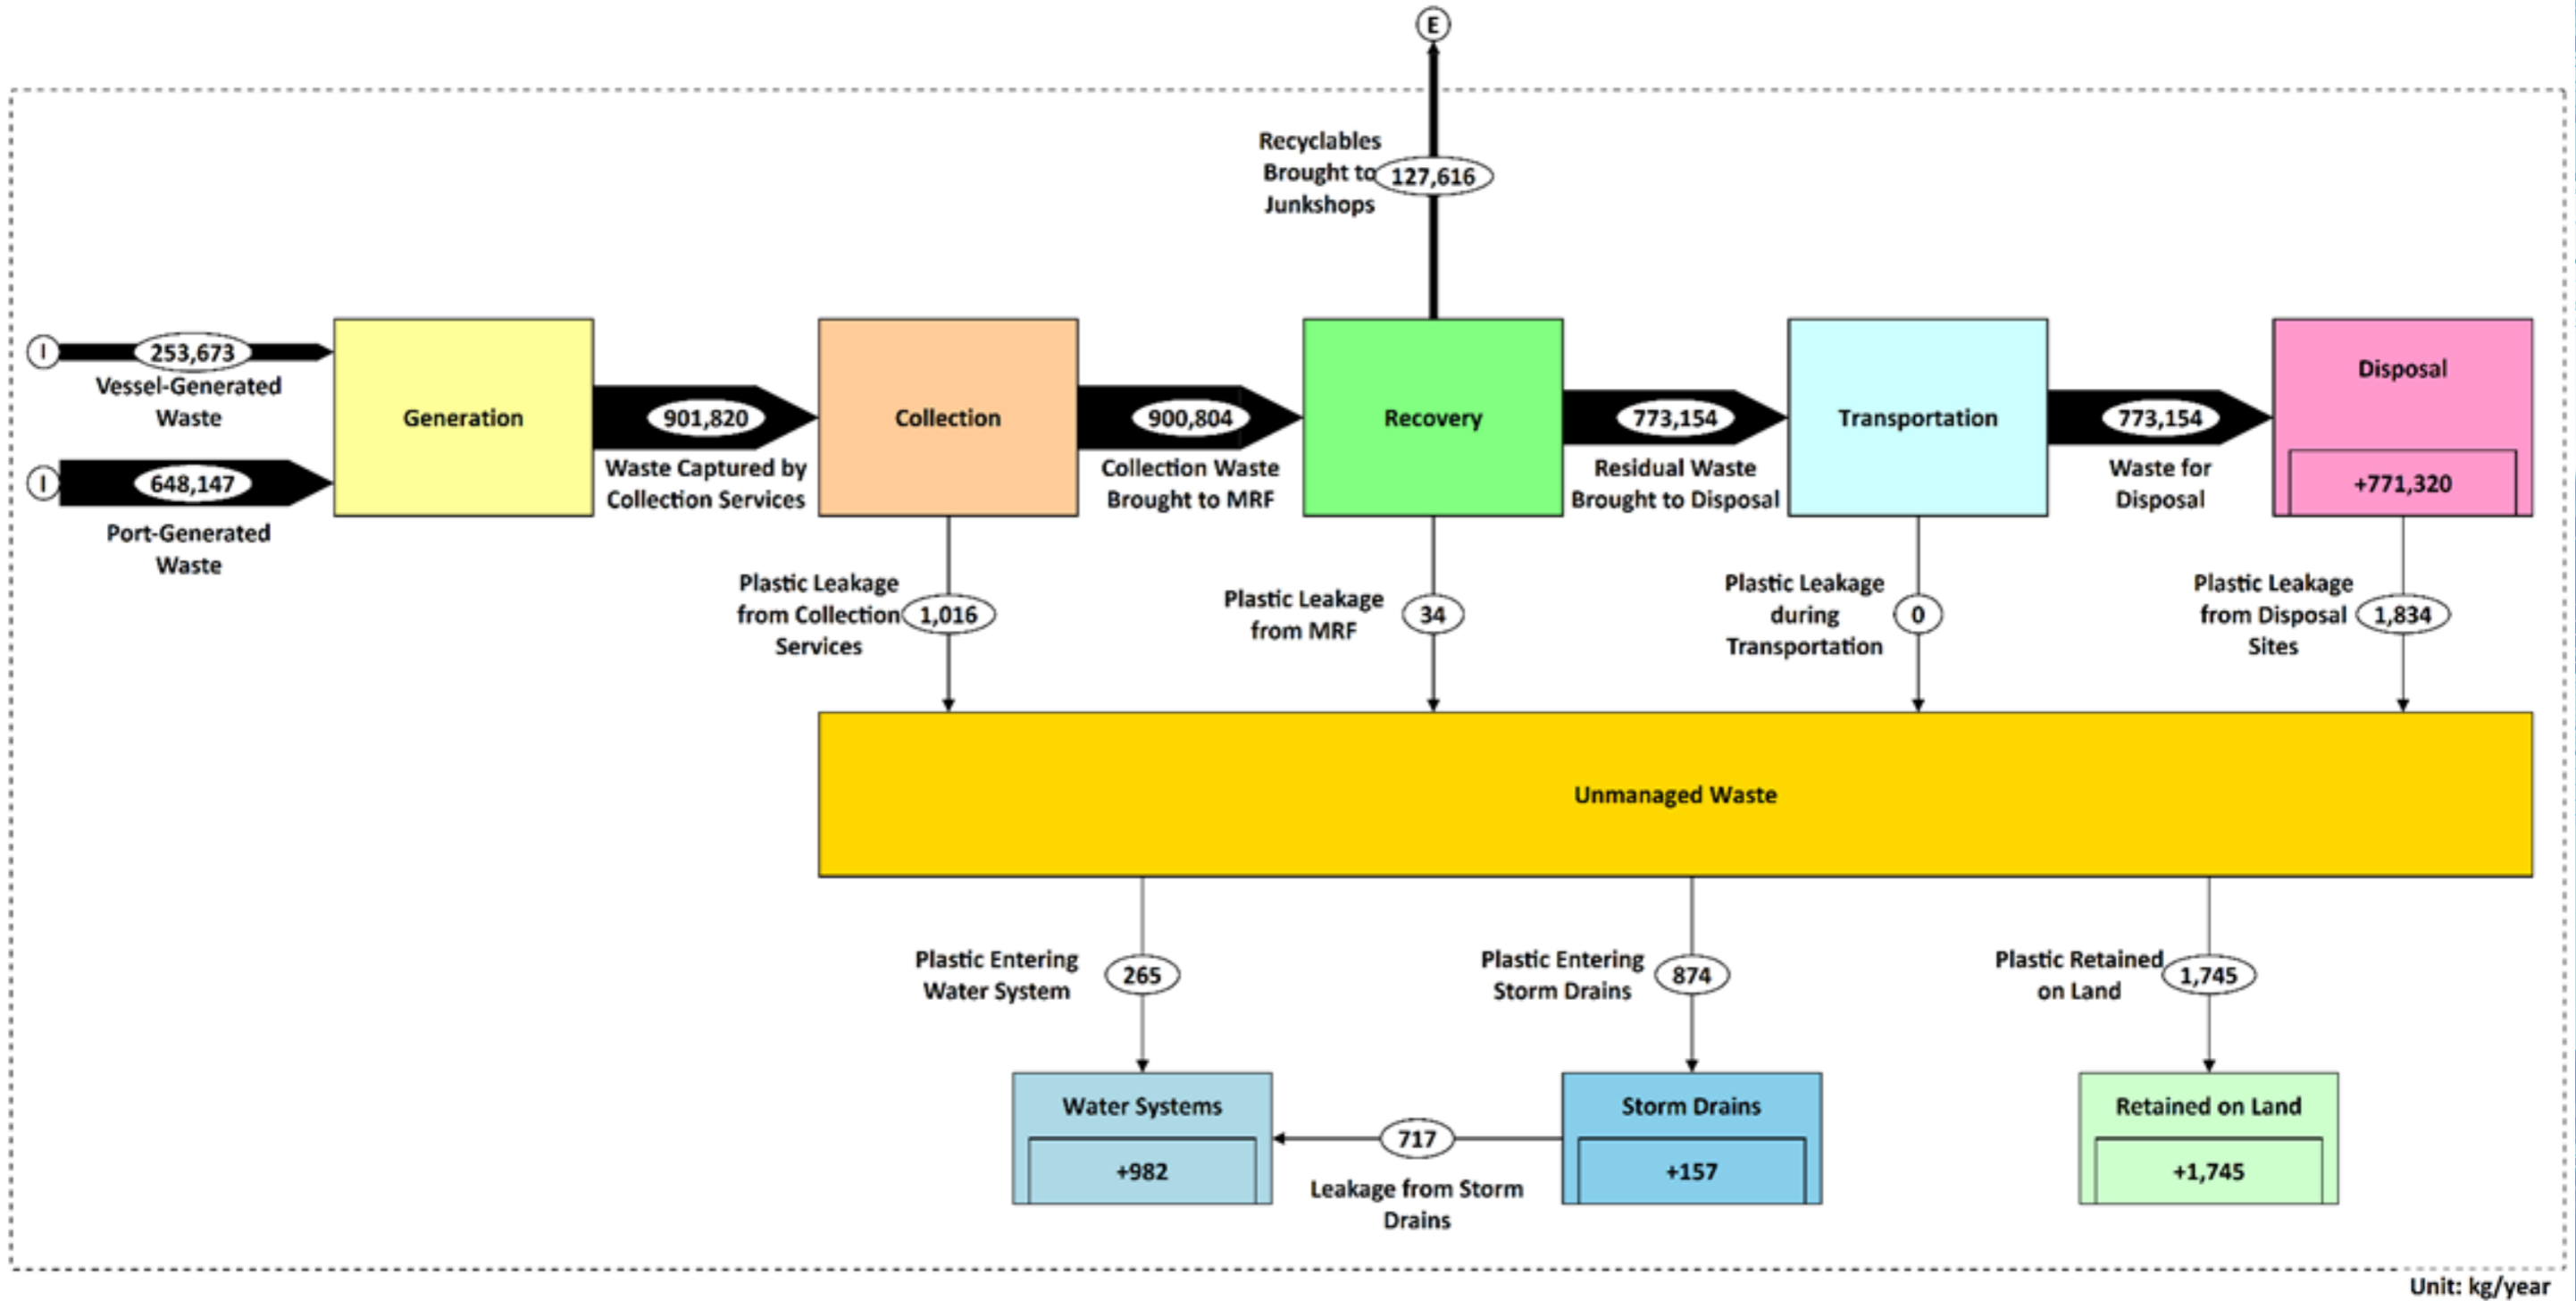 E
Recyclables
Brought to
Junkshops
127,616
I
253,673
Vessel-Generated
Waste
I
648,147
Port-Generated
Waste
Generation
901,820
Waste Captured by
Collection Services
Collection
900,804
Collection Waste
Brought to MRF
Recovery
773,154
Residual Waste
Brought to Disposal
Transportation
773,154
Waste for
Disposal
Disposal
+771,320
Plastic Leakage
from Collection
Services
1,016
Plastic Leakage
from MRF
34
Plastic Leakage
during
Transportation
0
Plastic Leakage
from Disposal
Sites
1,834
Unmanaged Waste
Plastic Entering
Water System
265
Plastic Entering
Storm Drains
874
Plastic Retained
on Land
1,745
Water Systems
+982
717
Leakage from Storm
Drains
Storm Drains
+157
Retained on Land
+1,745
Unit: kg/year